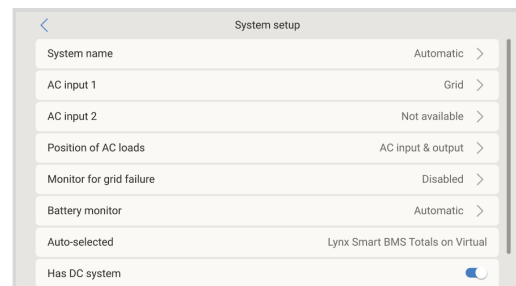 System setup
System name Automatic
AC input 1 Grid
AC input 2 Not available
Position of AC loads AC input & output
Monitor for grid failure Disabled
Battery monitor Automatic
Auto-selected Lynx Smart BMS Totals on Virtual
Has DC system